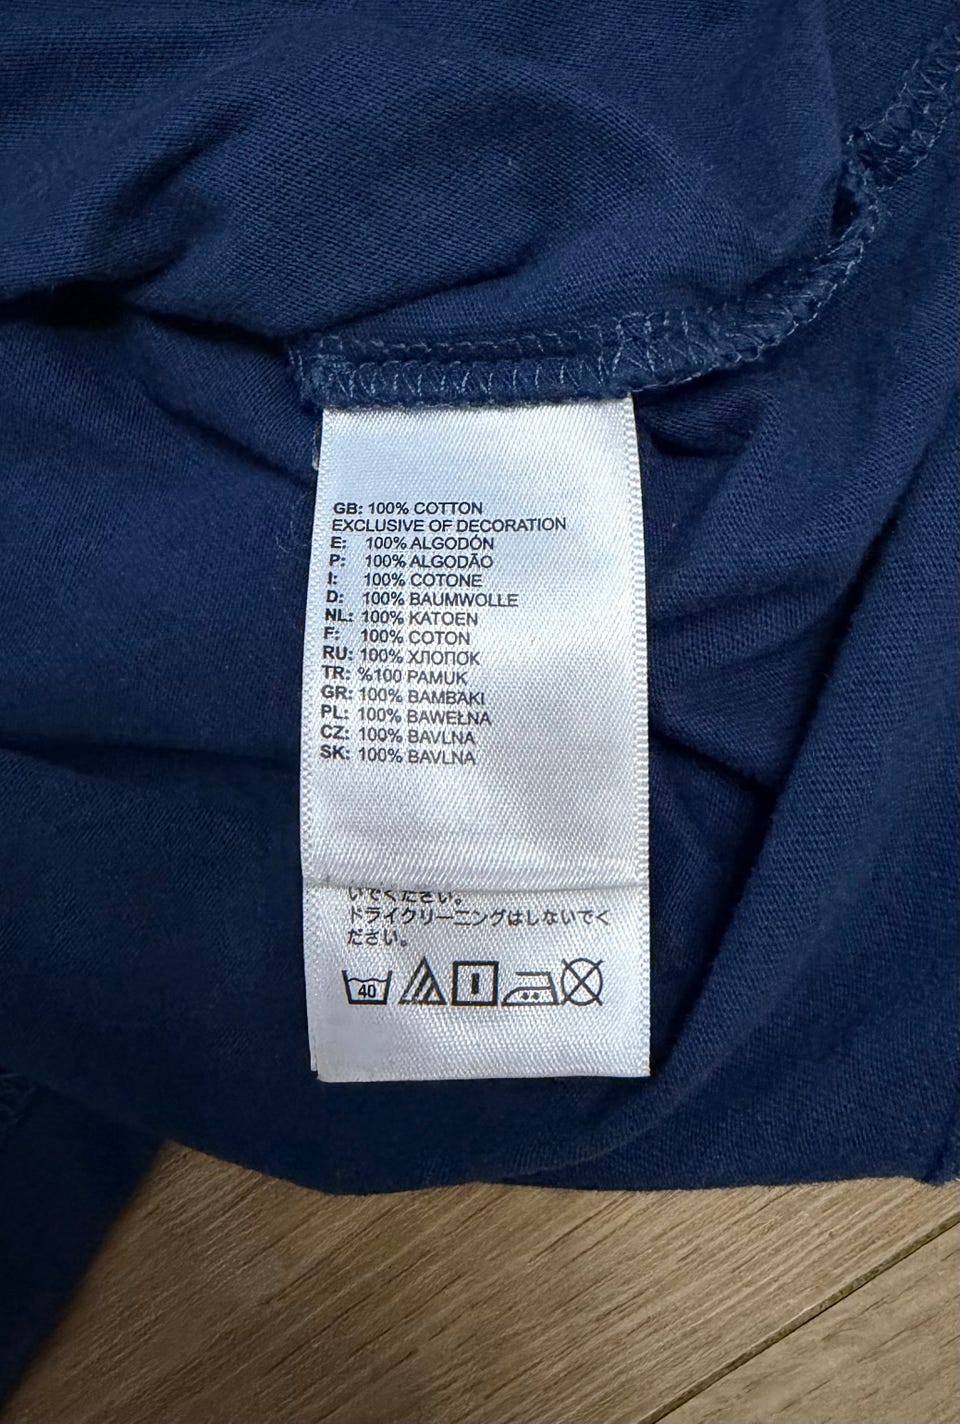 GB: 100% COTTON
EXCLUSIVE OF DECORATION
E: 100% ALGODÓN
P: 100% ALGODÃO
I: 100% COTONE
D: 100% BAUMWOLLE
NL: 100% KATOEN
F: 100% COTON
RU: 100% ХЛОПОК
TR: %100 PAMUK
GR: 100% ΒΑΜΒΑΚΙ
PL: 100% BAWEŁNA
CZ: 100% BAVLNA
SK: 100% BAVLNA
いでください。
ドライクリーニングはしないでく
ださい。
40